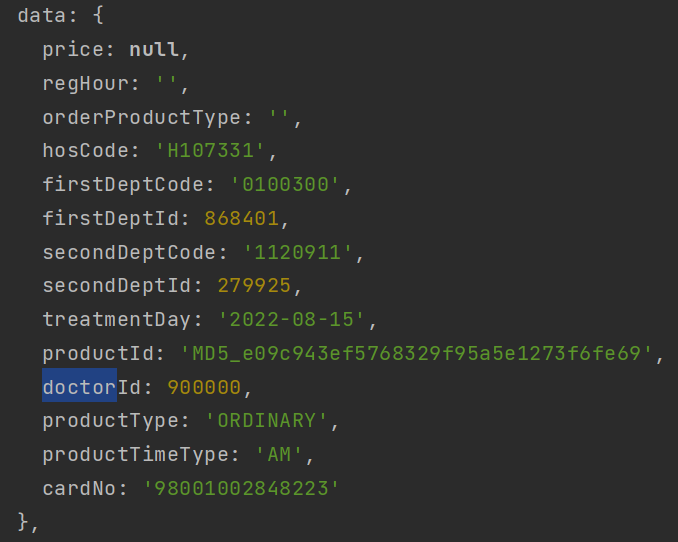 data: {
price: null,
regHour: '',
orderProductType: '',
hosCode: 'H107331',
firstDeptCode: '0100300',
firstDeptId: 868401,
secondDeptCode: '1120911',
secondDeptId: 279925,
treatmentDay: '2022-08-15',
productId: 'MD5_e09c943ef5768329f95a5e1273f6fe69',
doctorId: 900000,
productType: 'ORDINARY',
productTimeType: 'AM',
cardNo: '98001002848223'
},